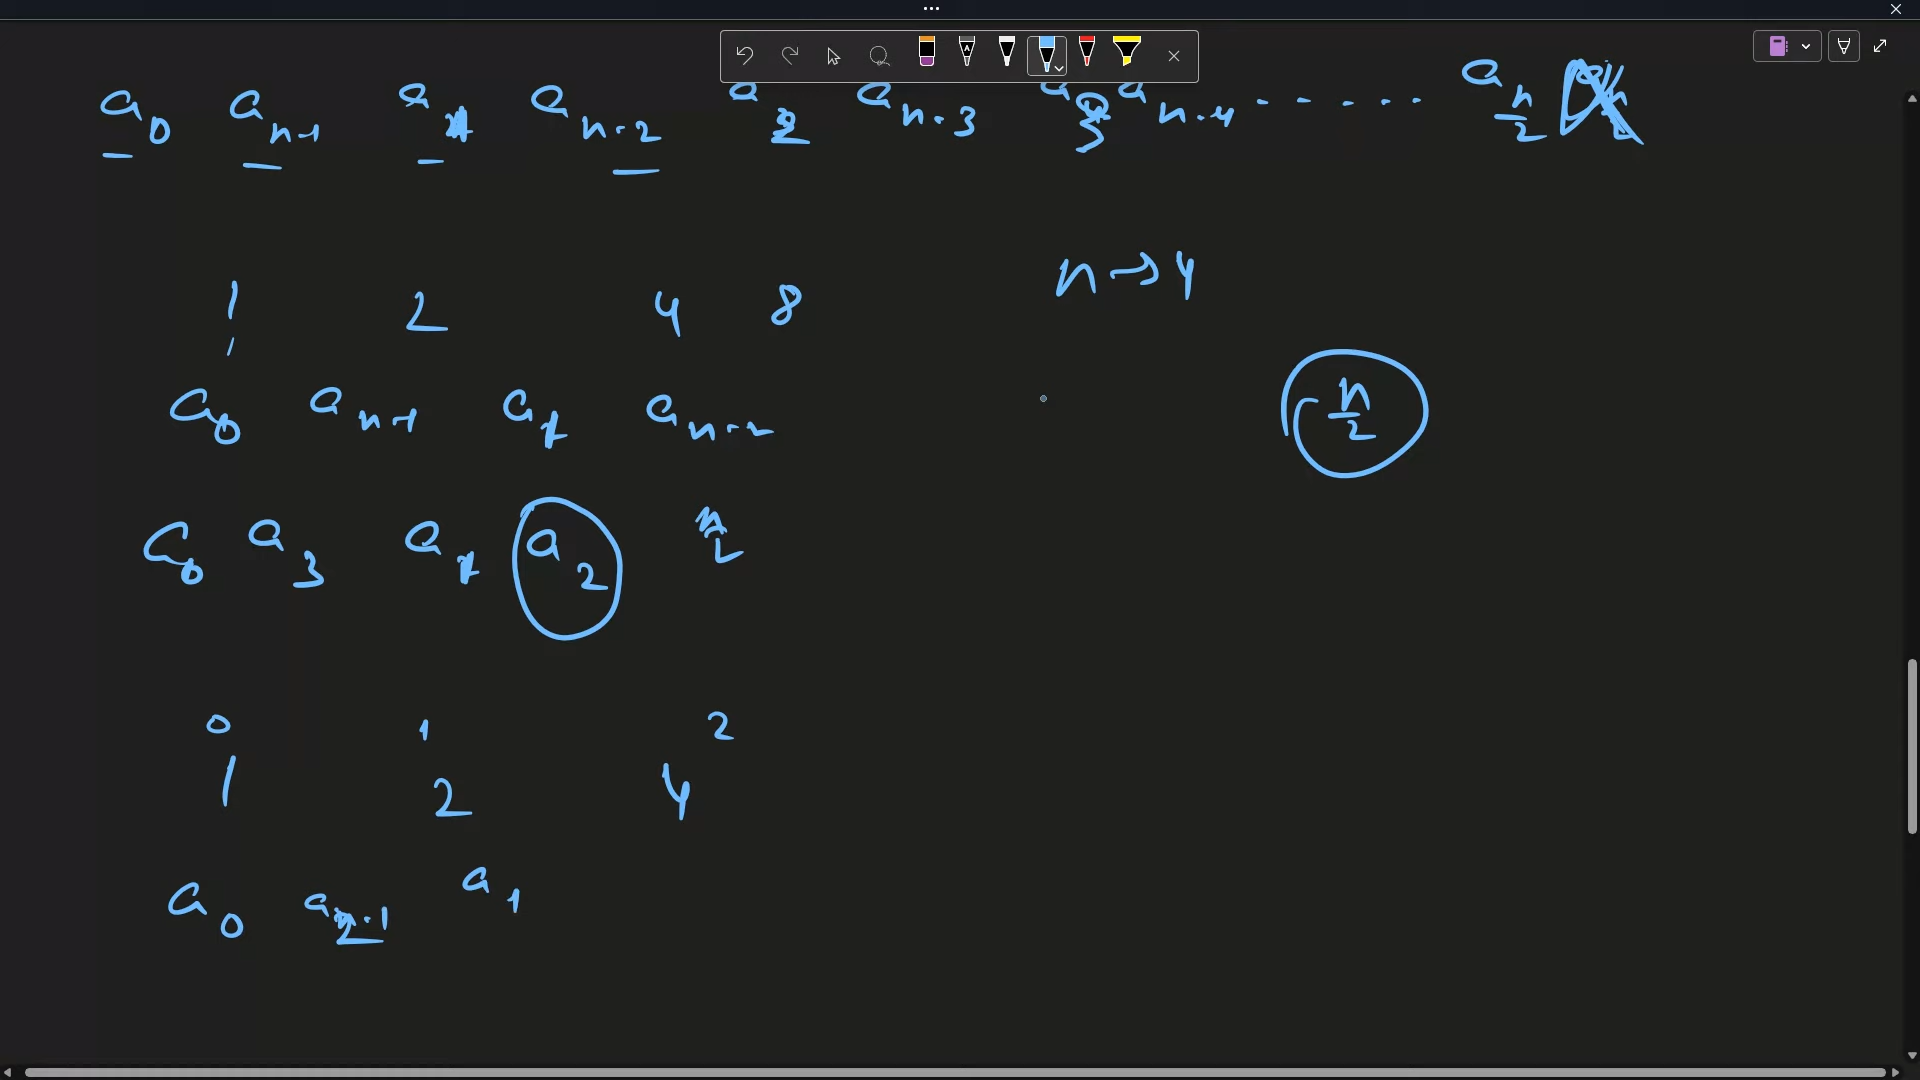 a0 an-1 a1 an-2 a2 an-3 a3 an-4 ...... an/2
n→4
1 2 4 8
n/2
a0 an-1 a1 an-2
a0 a3 a1 a2 n/2
0 1 2
1 2 4
a0 a2-1 a1